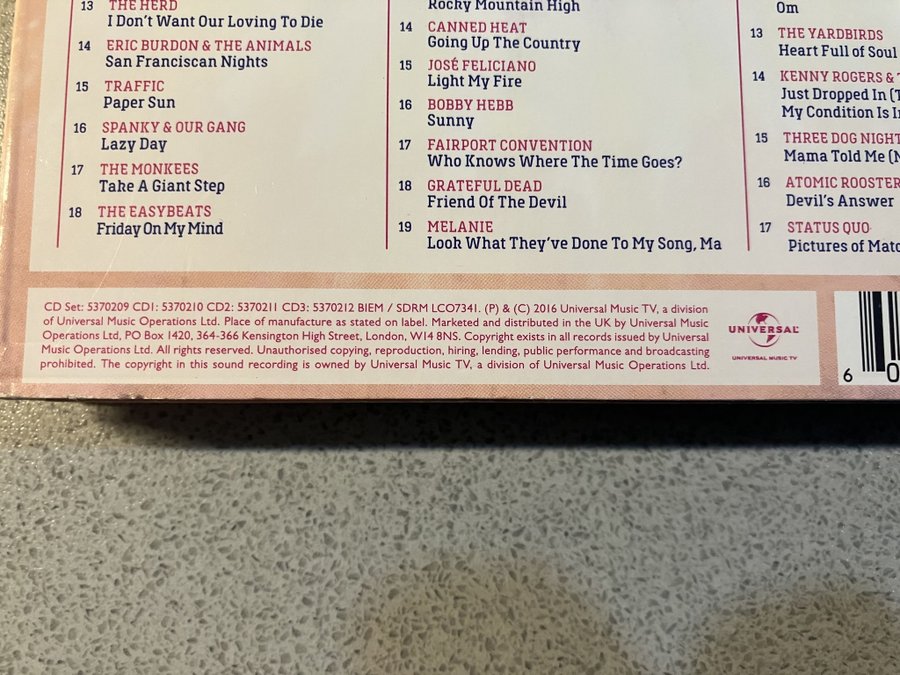 13 THE HERD
I Don't Want Our Loving To Die
14 ERIC BURDON & THE ANIMALS
San Franciscan Nights
15 TRAFFIC
Paper Sun
16 SPANKY & OUR GANG
Lazy Day
17 THE MONKEES
Take A Giant Step
18 THE EASYBEATS
Friday On My Mind
Rocky Mountain High
14 CANNED HEAT
Going Up The Country
15 JOSÉ FELICIANO
Light My Fire
16 BOBBY HEBB
Sunny
17 FAIRPORT CONVENTION
Who Knows Where The Time Goes?
18 GRATEFUL DEAD
Friend Of The Devil
19 MELANIE
Look What They've Done To My Song, Ma
Om
13 THE YARDBIRDS
Heart Full of Soul
14 KENNY ROGERS &
Just Dropped In
My Condition Is
15 THREE DOG NIGHT
Mama Told Me
16 ATOMIC ROOSTER
Devil's Answer
17 STATUS QUO
Pictures of
CD Set: 5370209 CD1: 5370210 CD2: 5370211 CD3: 5370212 BIEM / SDRM LC07341. (P) & (C) 2016 Universal Music TV, a division
of Universal Music Operations Ltd. Place of manufacture as stated on label. Marketed and distributed in the UK by Universal Music
Operations Ltd, PO Box 1420, 364-366 Kensington High Street, London, W14 8NS. Copyright exists in all records issued by Universal
Music Operations Ltd. All rights reserved. Unauthorised copying, reproduction, hiring, lending, public performance and broadcasting
prohibited. The copyright in this sound recording is owned by Universal Music TV, a division of Universal Music Operations Ltd.
UNIVERSAL
UNIVERSAL MUSIC TV
6 0